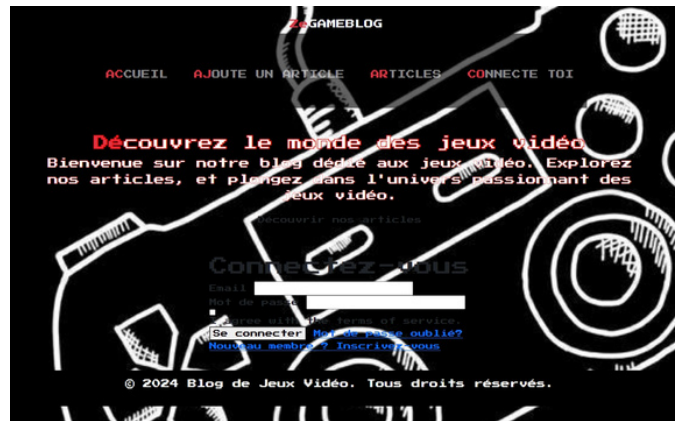 ZeGAMEBLOG
ACCUEIL AJOUTE UN ARTICLE ARTICLES CONNECTE TOI
Découvrez le monde des jeux vidéo
Bienvenue sur notre blog dédié aux jeux vidéo. Explorez
nos articles, et plongez dans l'univers passionnant des
jeux vidéo.
Découvrir nos articles
Connectez-vous
Email
Mot de passe
I agree with the terms of service.
Se connecter Mot de passe oublié?
Nouveau membre ? Inscrivez-vous
© 2024 Blog de Jeux Vidéo. Tous droits réservés.